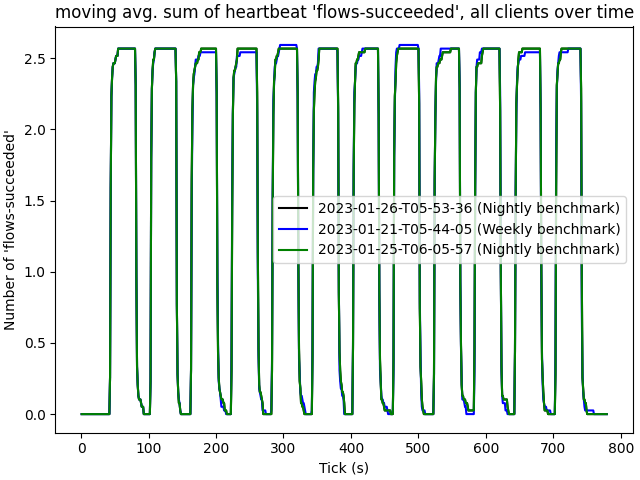 moving avg. sum of heartbeat 'flows-succeeded', all clients over time
Number of 'flows-succeeded'
2.5
2.0
1.5
1.0
0.5
0.0
2023-01-26-T05-53-36 (Nightly benchmark)
2023-01-21-T05-44-05 (Weekly benchmark)
2023-01-25-T06-05-57 (Nightly benchmark)
0 100 200 300 400 500 600 700 800
Tick (s)